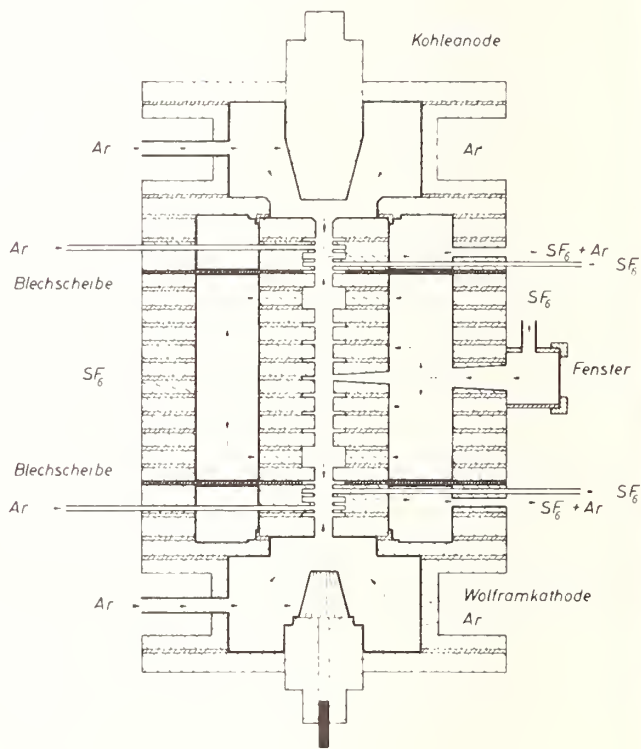 Kohleanode
Ar
Ar
Ar
SF₆ + Ar
SF₆
Blechscheibe
SF₆
SF₆
Fenster
Blechscheibe
SF₆
Ar
SF₆ + Ar
Ar
Wolframkathode
Ar